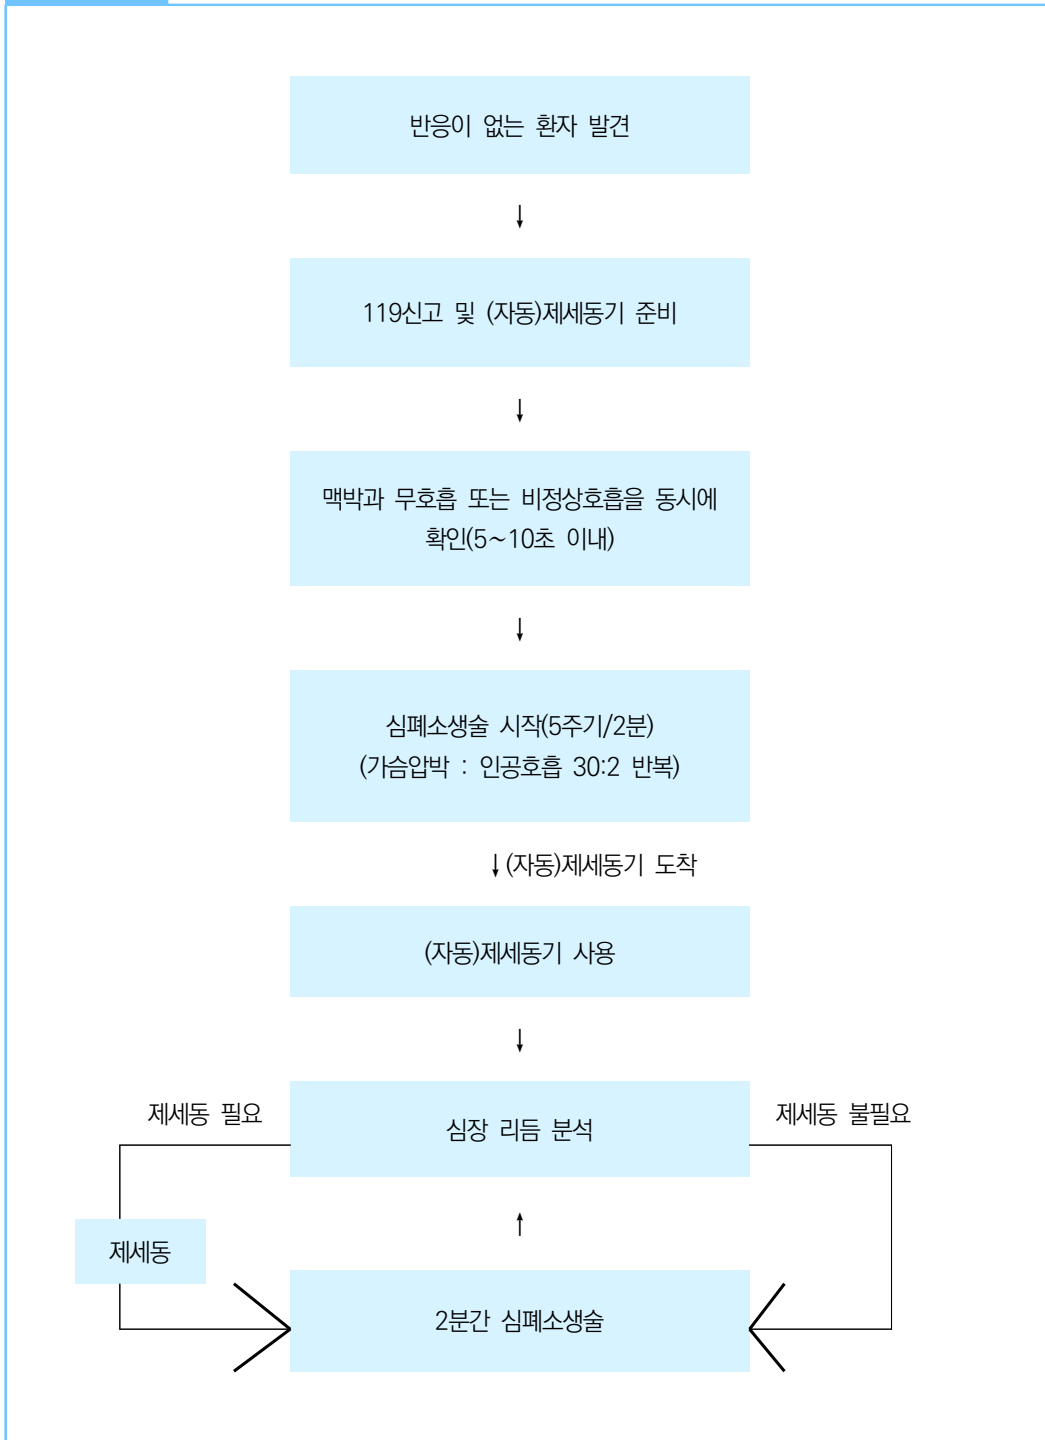 반응이 없는 환자 발견
119신고 및 (자동)제세동기 준비
맥박과 무호흡 또는 비정상호흡을 동시에
확인(5~10초 이내)
심폐소생술 시작(5주기/2분)
(가슴압박 : 인공호흡 30:2 반복)
(자동)제세동기 도착
(자동)제세동기 사용
제세동 필요
심장 리듬 분석
제세동 불필요
제세동
2분간 심폐소생술